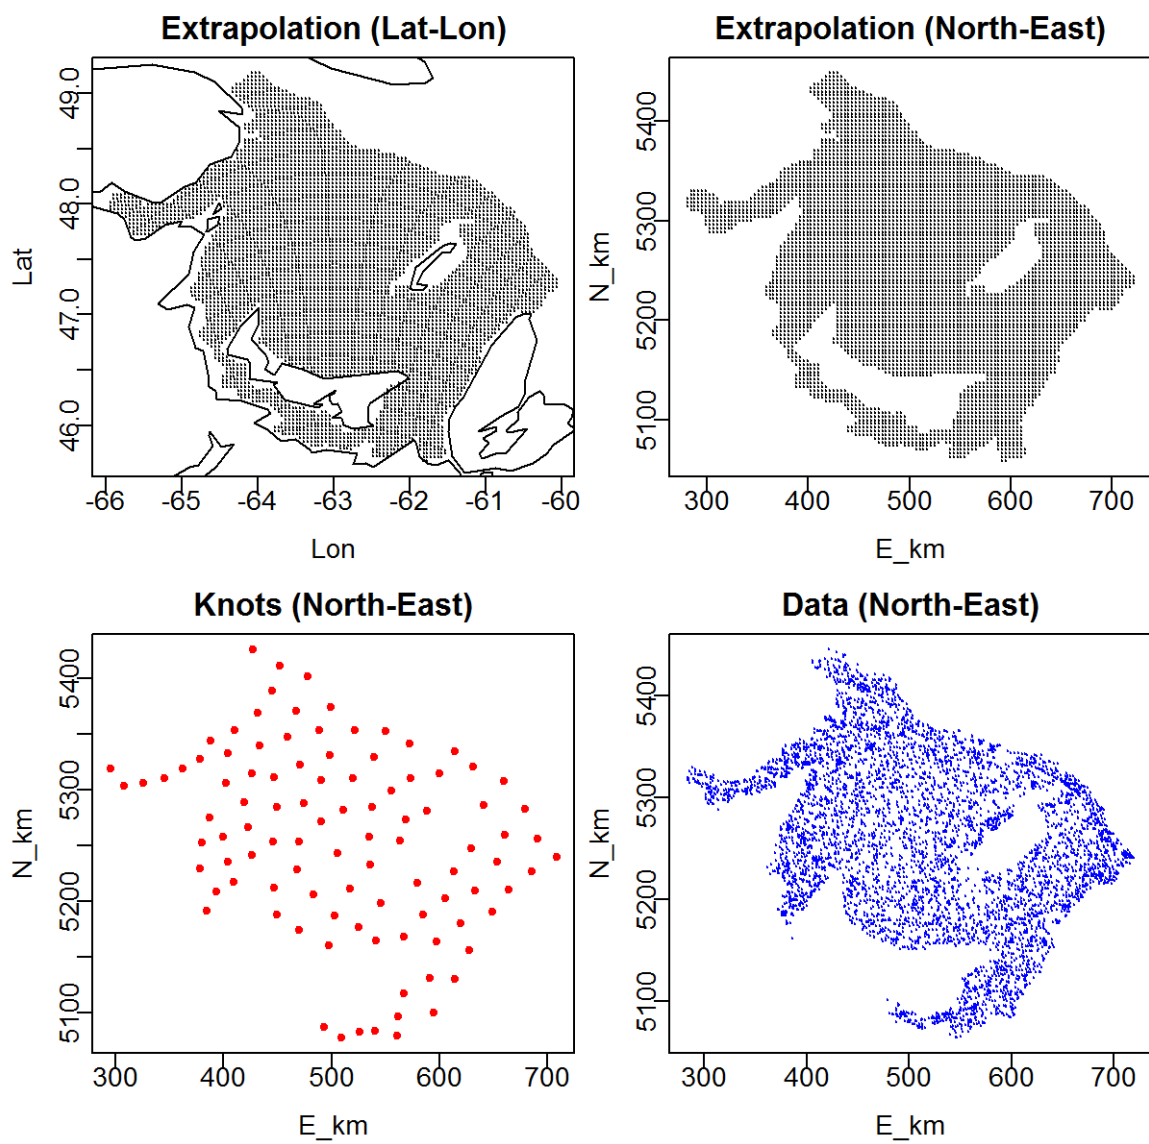 Extrapolation (Lat-Lon)
Lat
49.0
48.0
47.0
46.0
-66 -65 -64 -63 -62 -61 -60
Lon
Extrapolation (North-East)
N_km
5400
5300
5200
5100
300 400 500 600 700
E_km
Knots (North-East)
N_km
5400
5300
5200
5100
300 400 500 600 700
E_km
Data (North-East)
N_km
5400
5300
5200
5100
300 400 500 600 700
E_km